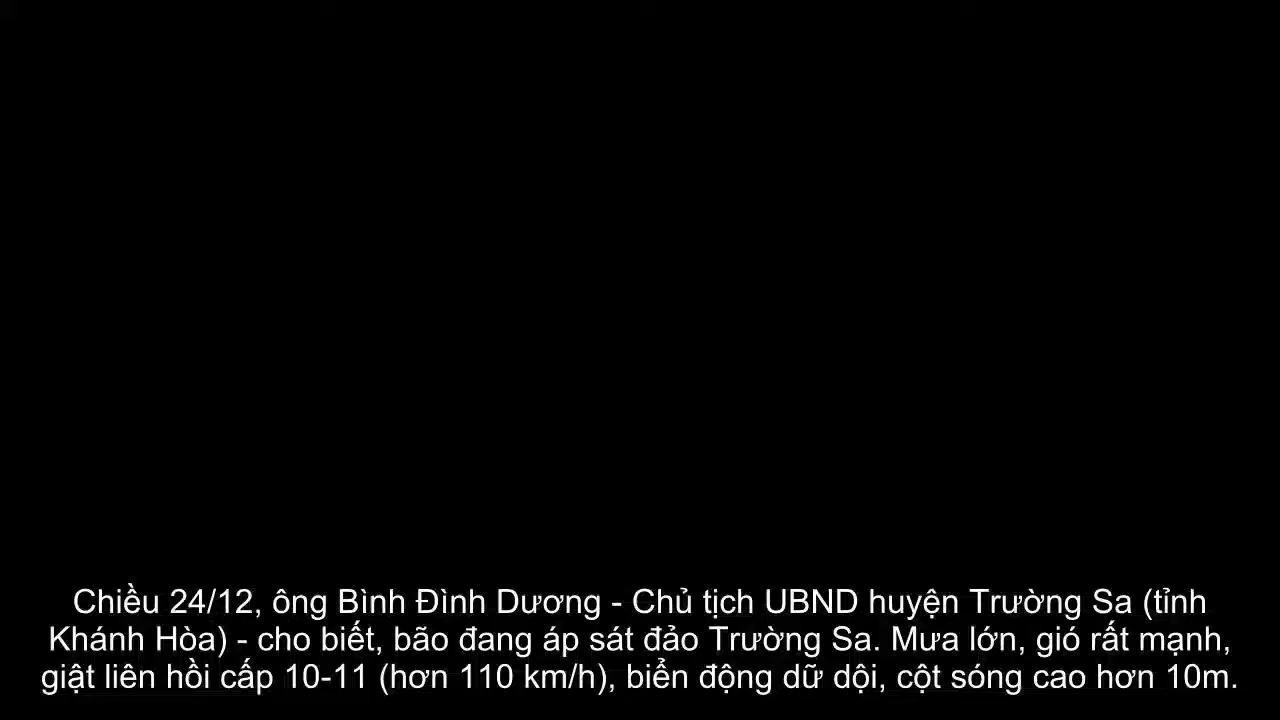 Chiều 24/12, ông Bình Đình Dương - Chủ tịch UBND huyện Trường Sa (tỉnh
Khánh Hòa) - cho biết, bão đang áp sát đảo Trường Sa. Mưa lớn, gió rất mạnh,
giật liên hồi cấp 10-11 (hơn 110 km/h), biển động dữ dội, cột sóng cao hơn 10m.